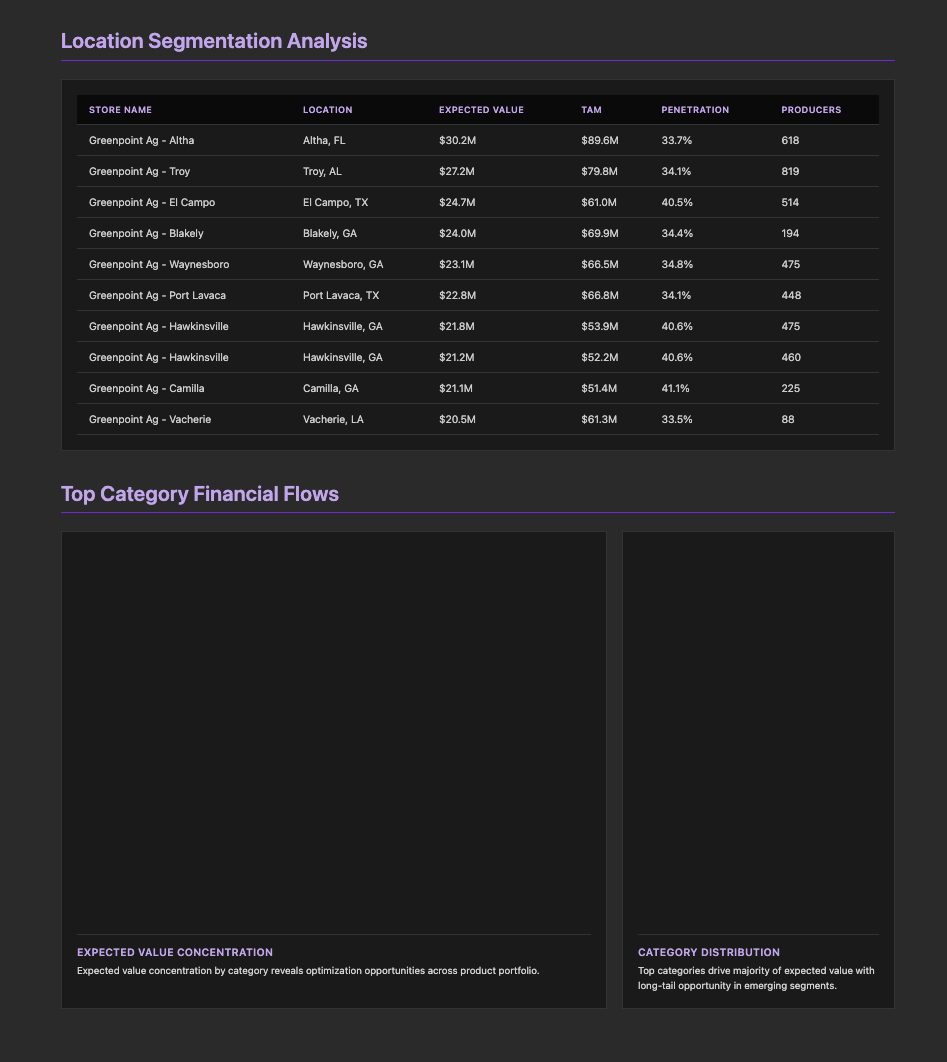 Location Segmentation Analysis
STORE NAME LOCATION EXPECTED VALUE TAM PENETRATION PRODUCERS
Greenpoint Ag - Altha Altha, FL $30.2M $89.6M 33.7% 618
Greenpoint Ag - Troy Troy, AL $27.2M $79.8M 34.1% 819
Greenpoint Ag - El Campo El Campo, TX $24.7M $61.0M 40.5% 514
Greenpoint Ag - Blakely Blakely, GA $24.0M $69.9M 34.4% 194
Greenpoint Ag - Waynesboro Waynesboro, GA $23.1M $66.5M 34.8% 475
Greenpoint Ag - Port Lavaca Port Lavaca, TX $22.8M $66.8M 34.1% 448
Greenpoint Ag - Hawkinsville Hawkinsville, GA $21.8M $53.9M 40.6% 475
Greenpoint Ag - Hawkinsville Hawkinsville, GA $21.2M $52.2M 40.6% 460
Greenpoint Ag - Camilla Camilla, GA $21.1M $51.4M 41.1% 225
Greenpoint Ag - Vacherie Vacherie, LA $20.5M $61.3M 33.5% 88
Top Category Financial Flows
EXPECTED VALUE CONCENTRATION
Expected value concentration by category reveals optimization opportunities across product portfolio.
CATEGORY DISTRIBUTION
Top categories drive majority of expected value with
long-tail opportunity in emerging segments.